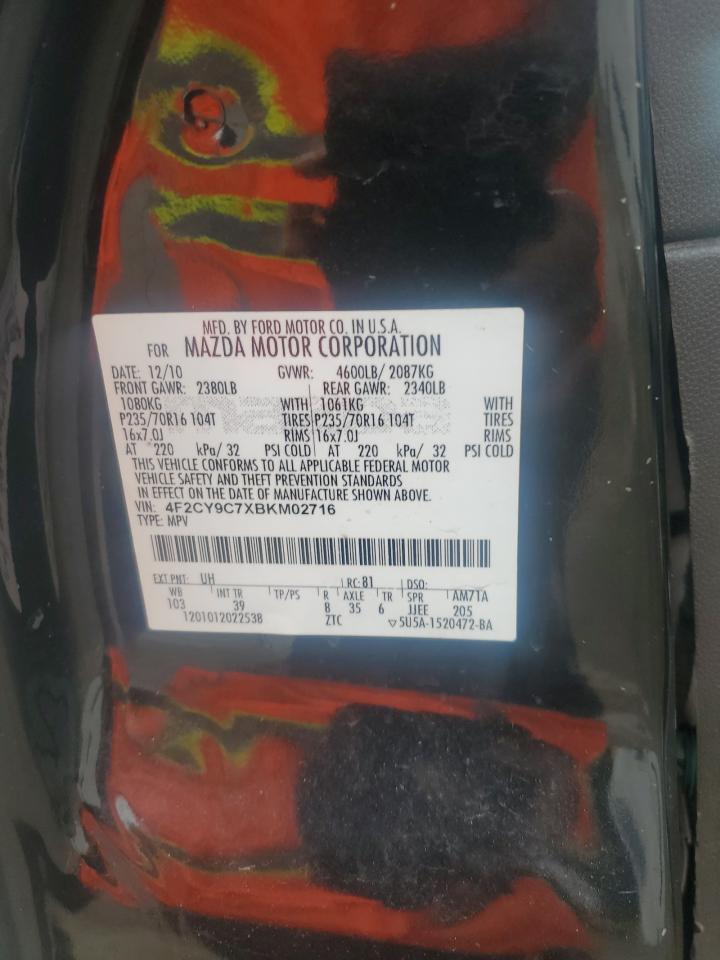 MFD. BY FORD MOTOR CO. IN U.S.A.
FOR MAZDA MOTOR CORPORATION
DATE: 12/10 GVWR: 4600LB/ 2087KG
FRONT GAWR: 2380LB REAR GAWR: 2340LB
1080KG WITH 1061KG WITH
P235/70R16 104T TIRES P235/70R16 104T TIRES
16x7.0J RIMS 16x7.0J RIMS
AT 220 kPa/ 32 PSI COLD AT 220 kPa/ 32 PSI COLD
THIS VEHICLE CONFORMS TO ALL APPLICABLE FEDERAL MOTOR
VEHICLE SAFETY AND THEFT PREVENTION STANDARDS
IN EFFECT ON THE DATE OF MANUFACTURE SHOWN ABOVE.
VIN: 4F2CY9C7XBKM02716
TYPE: MPV
EXT PNT: UH RC: 81 DSO:
WB INT TR TP/PS R AXLE TR SPR AM71A
103 39 B 35 6 JJEE 205
1201012022538 ZTC ▽5U5A-1520472-BA